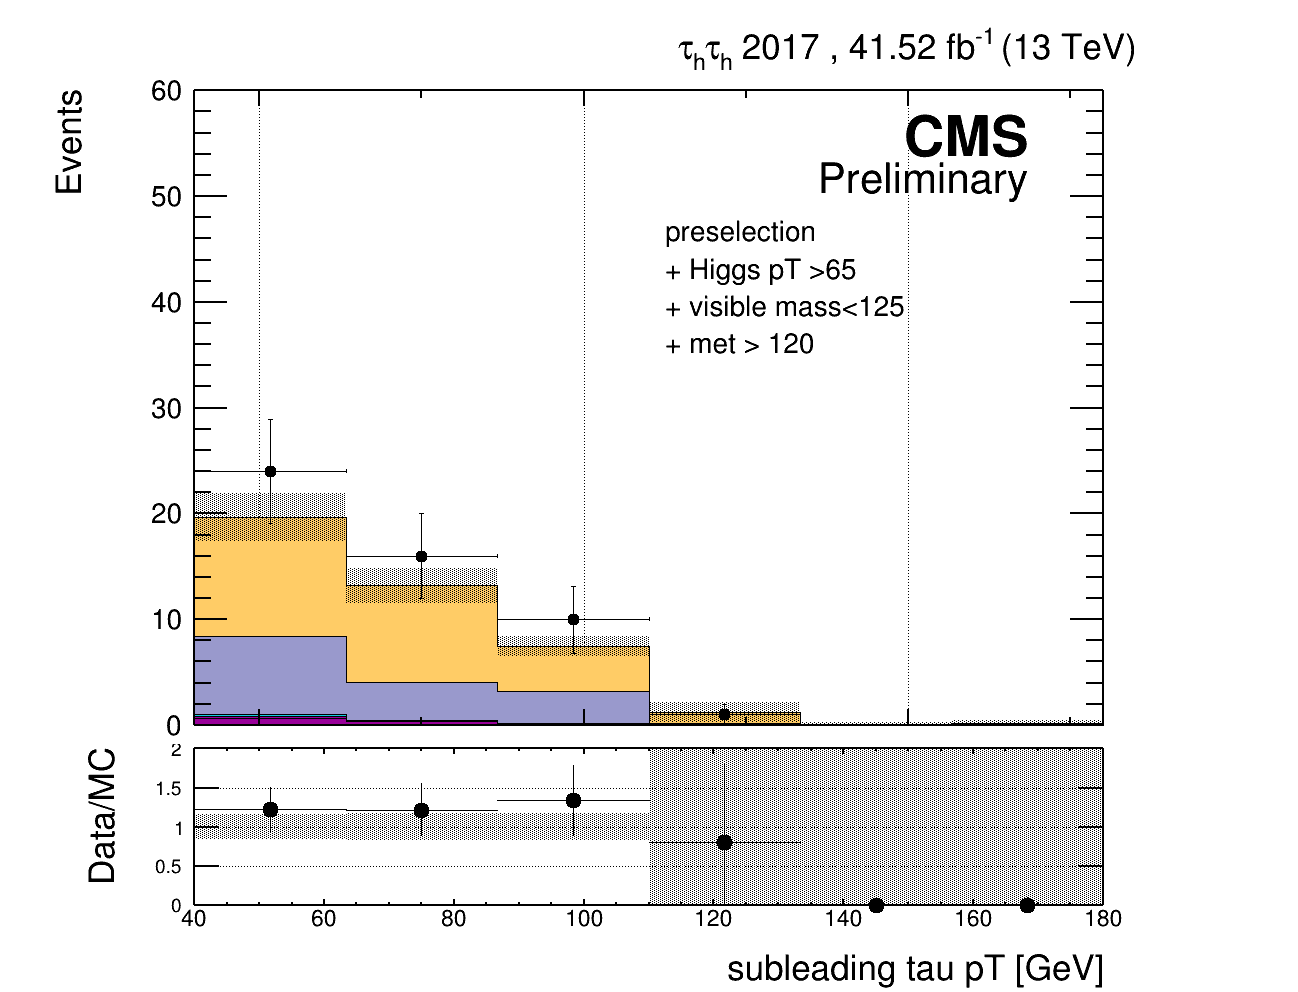 τhτh 2017 , 41.52 fb-1 (13 TeV)
Events
60
50
40
30
20
10
0
CMS
Preliminary
preselection
+ Higgs pT >65
+ visible mass<125
+ met > 120
Data/MC
2
1.5
1
0.5
0
40 60 80 100 120 140 160 180
subleading tau pT [GeV]